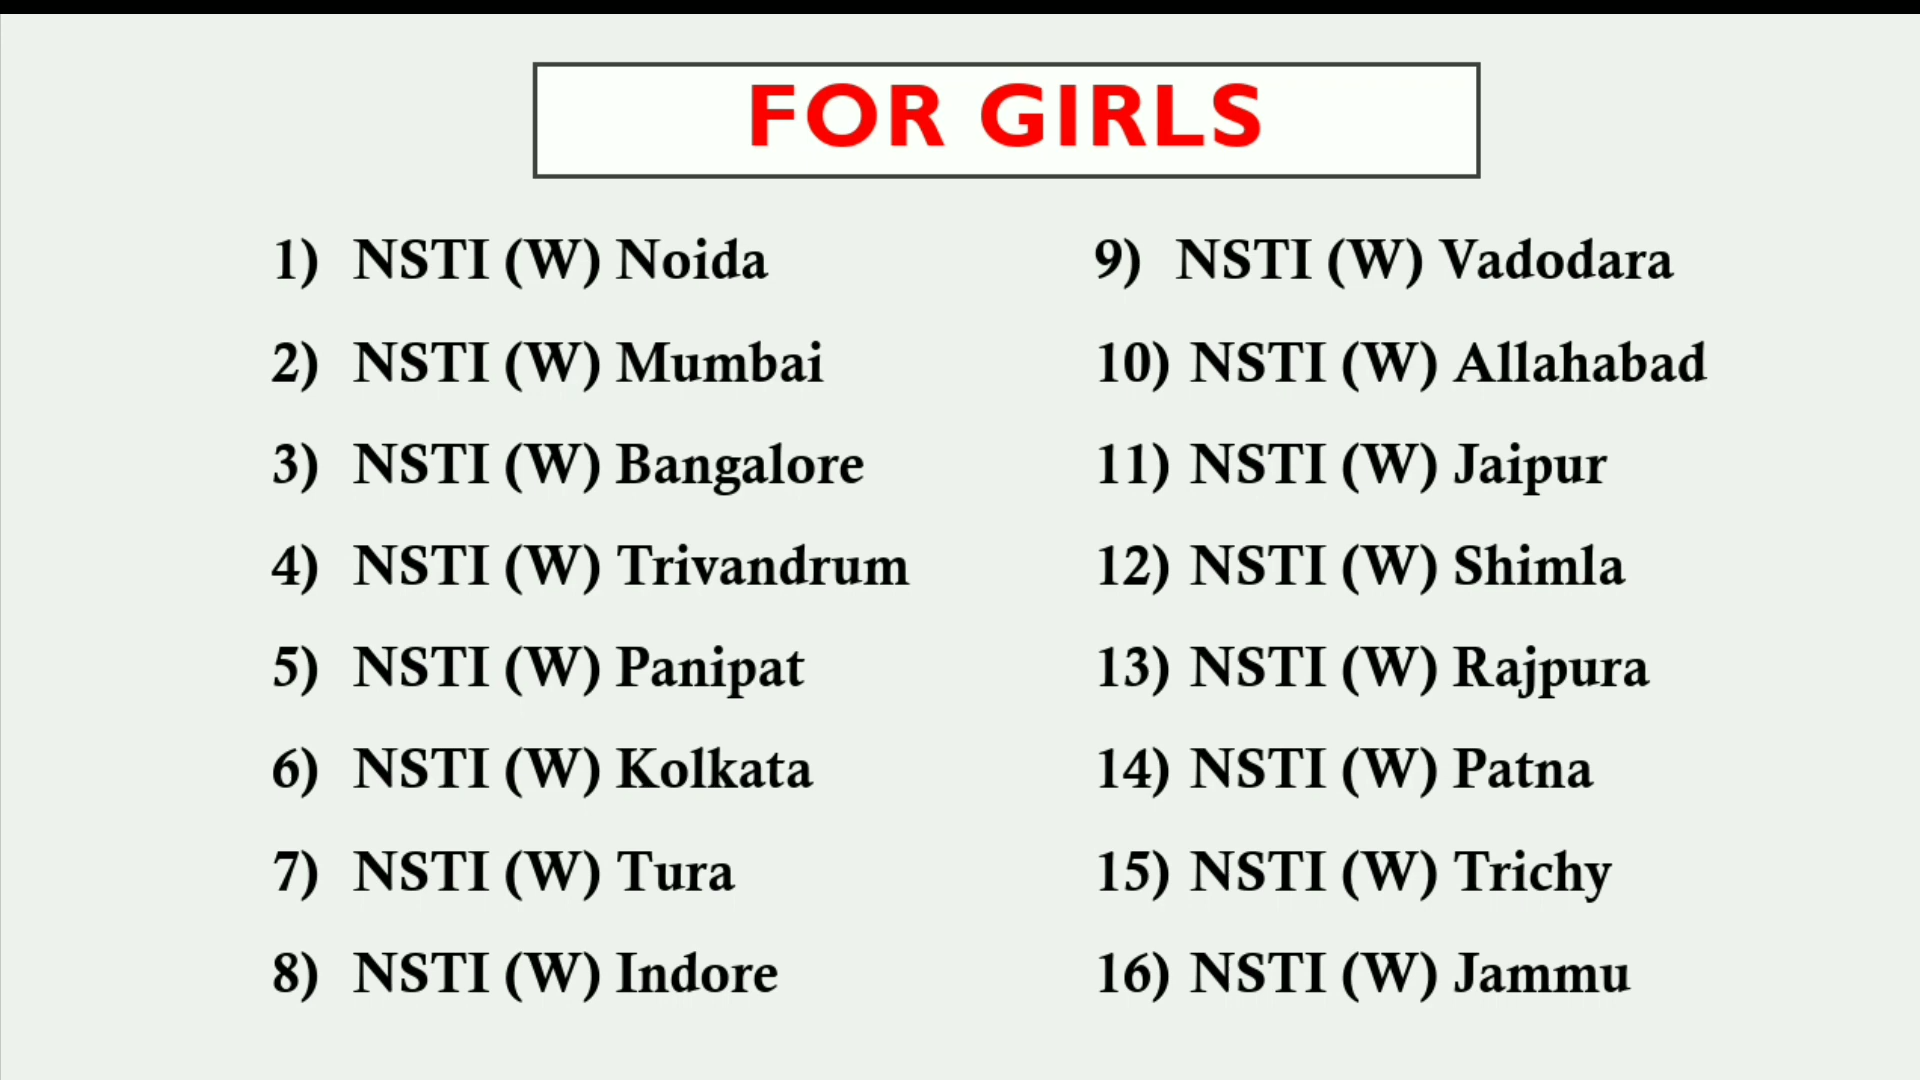 FOR GIRLS
1) NSTI (W) Noida
2) NSTI (W) Mumbai
3) NSTI (W) Bangalore
4) NSTI (W) Trivandrum
5) NSTI (W) Panipat
6) NSTI (W) Kolkata
7) NSTI (W) Tura
8) NSTI (W) Indore
9) NSTI (W) Vadodara
10) NSTI (W) Allahabad
11) NSTI (W) Jaipur
12) NSTI (W) Shimla
13) NSTI (W) Rajpura
14) NSTI (W) Patna
15) NSTI (W) Trichy
16) NSTI (W) Jammu